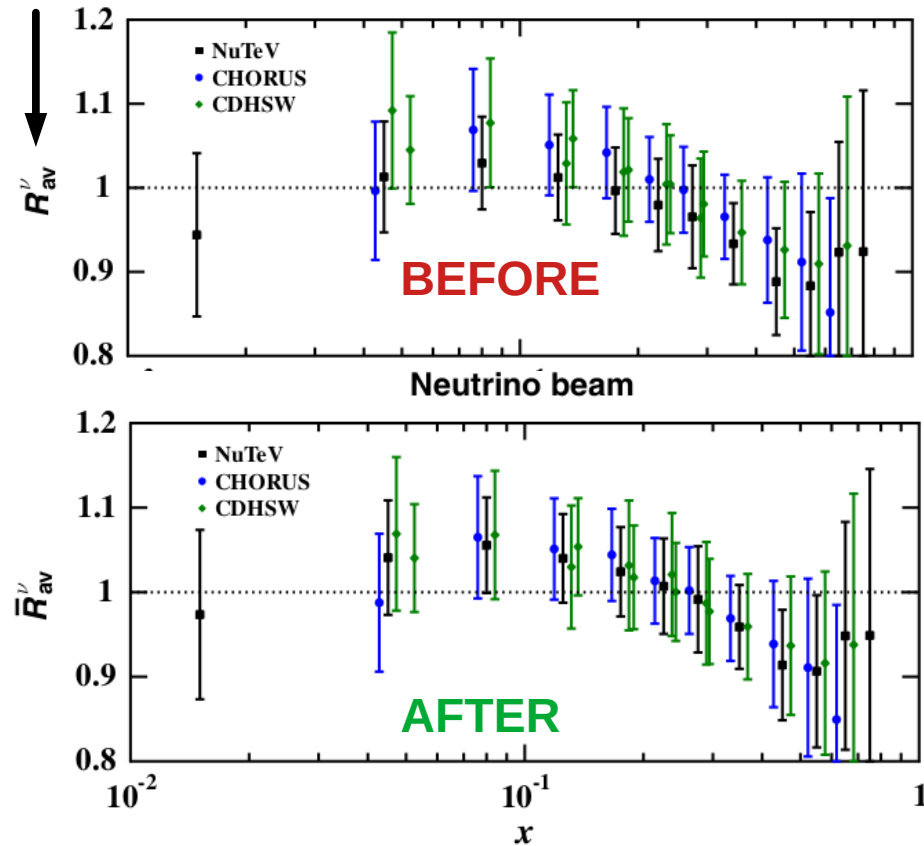 1.2
NuTeV
CHORUS
CDHSW
1.1
R^ν_av
1
0.9
BEFORE
0.8
Neutrino beam
1.2
NuTeV
CHORUS
CDHSW
1.1
R̄^ν_av
1
0.9
AFTER
0.8
10^-2
10^-1
1
x